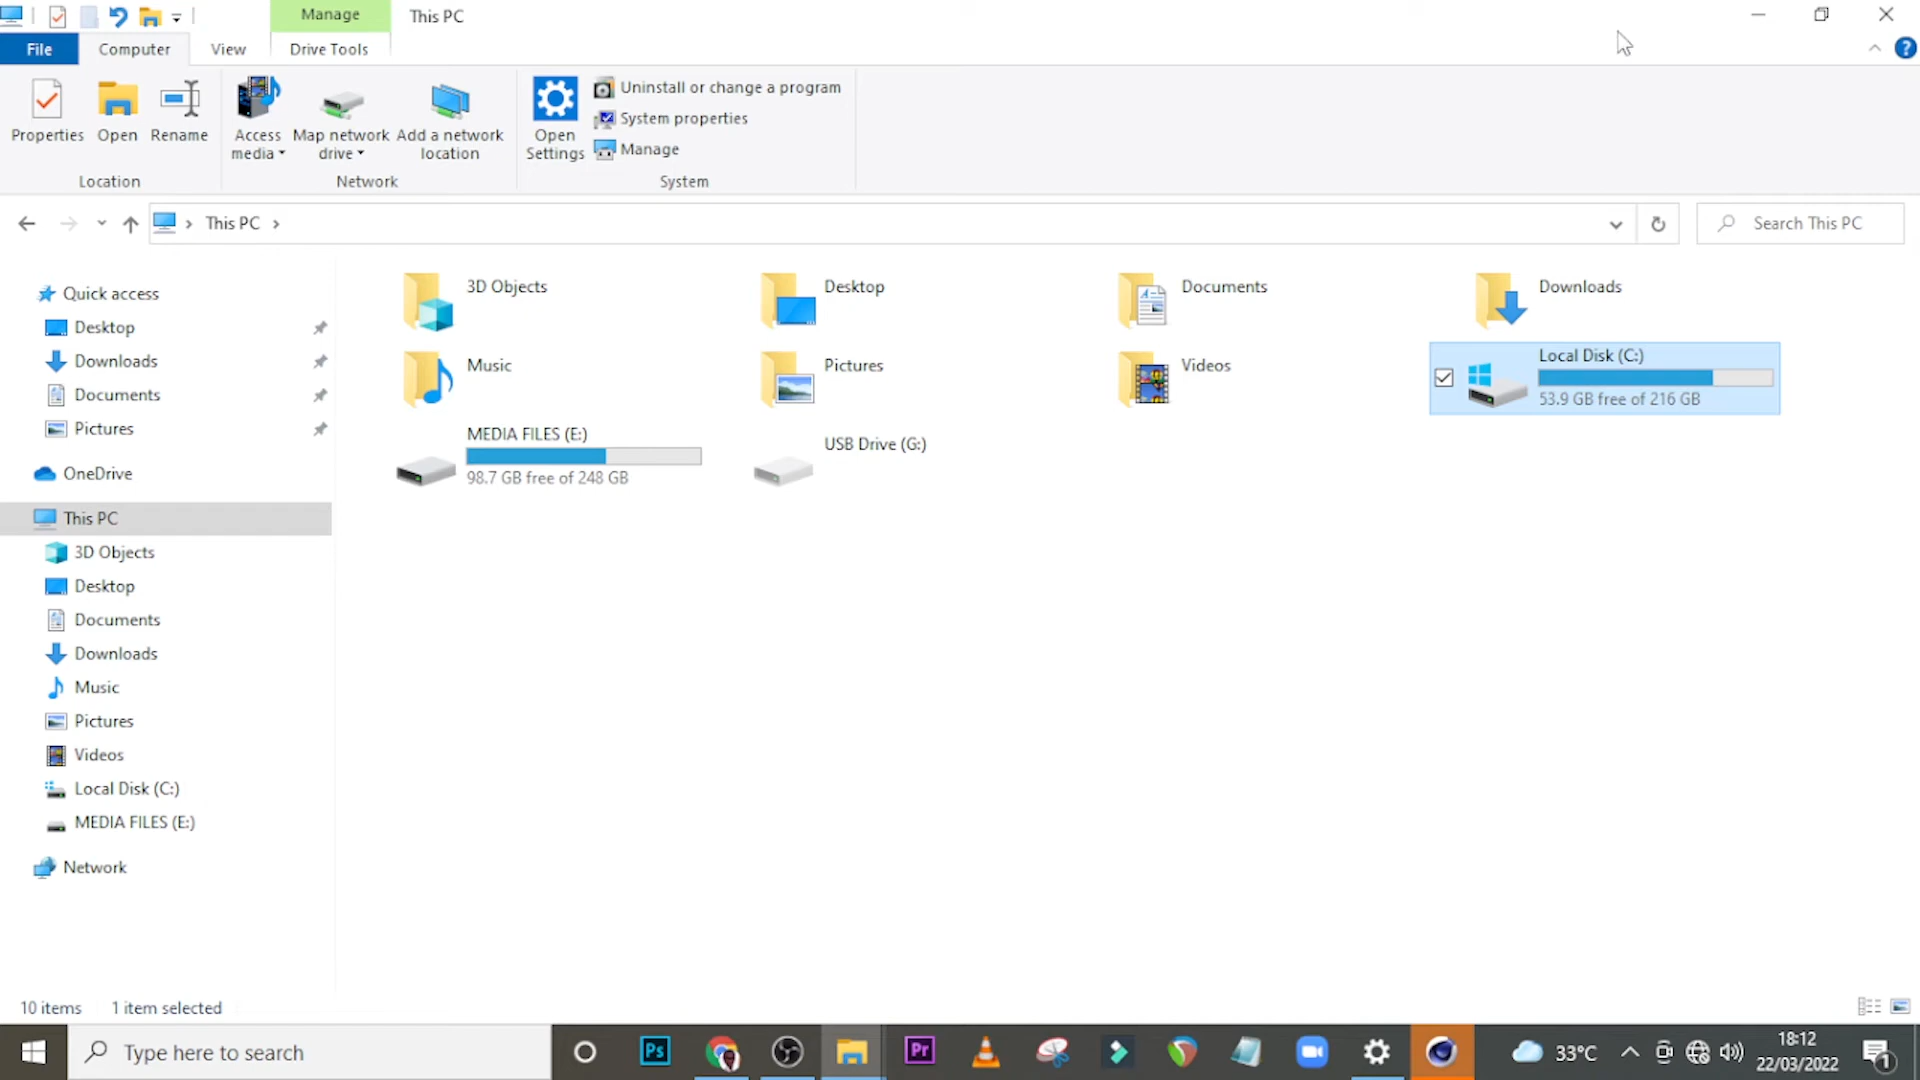 Manage
This PC
File
Computer
View
Drive Tools
Properties
Open
Rename
Access
media
Map network
drive
Add a network
location
Open
Settings
Uninstall or change a program
System properties
Manage
Location
Network
System
This PC
Search This PC
Quick access
Desktop
Downloads
Documents
Pictures
OneDrive
This PC
3D Objects
Desktop
Documents
Downloads
Music
Pictures
Videos
Local Disk (C:)
MEDIA FILES (E:)
Network
3D Objects
Desktop
Documents
Downloads
Music
Pictures
Videos
Local Disk (C:)
53.9 GB free of 216 GB
MEDIA FILES (E:)
98.7 GB free of 248 GB
USB Drive (G:)
10 items
1 item selected
Type here to search
Ps
Pr
33°C
18:12
22/03/2022
1